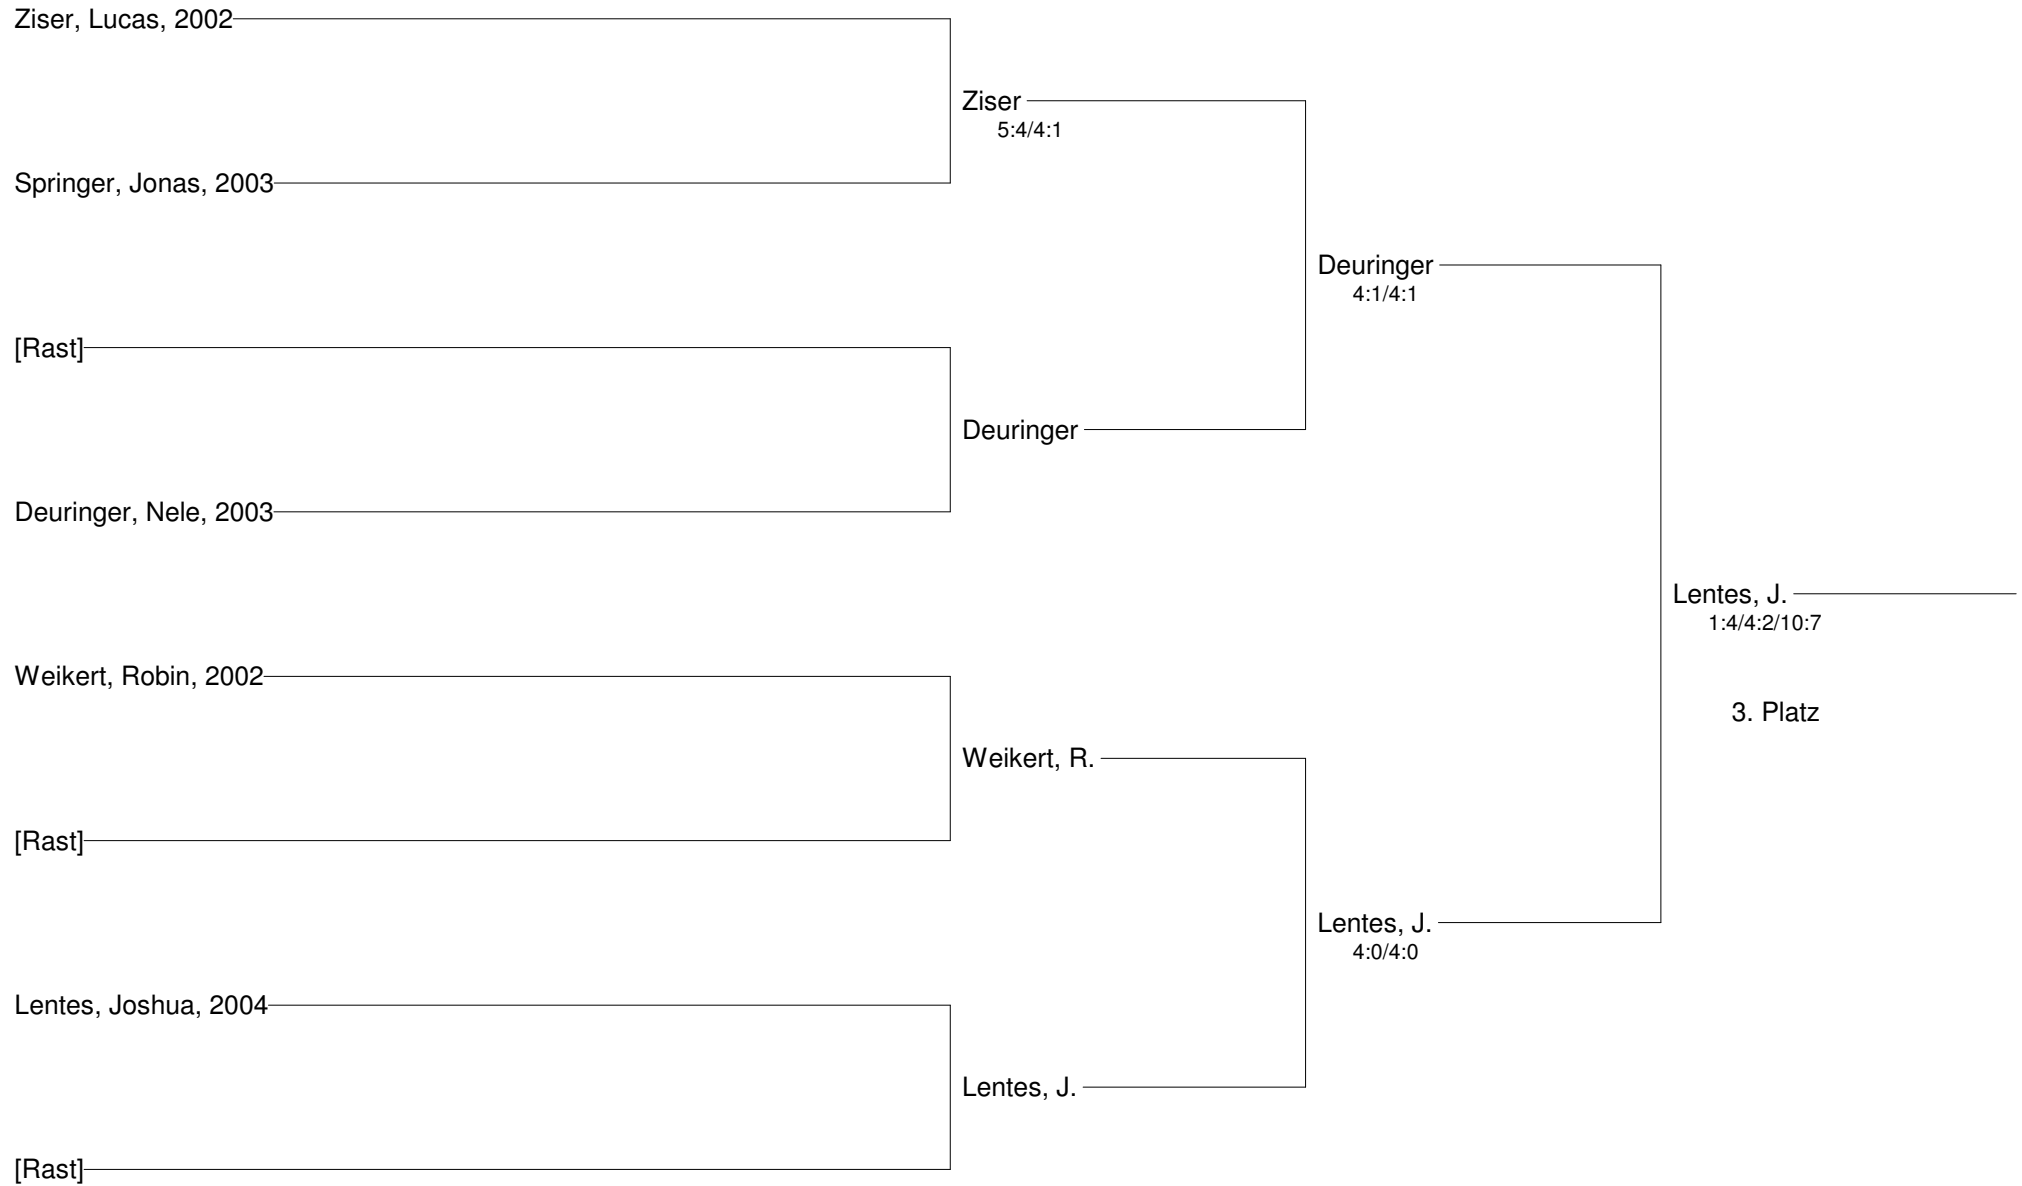 Ziser, Lucas, 2002
Ziser
5:4/4:1
Springer, Jonas, 2003
Deuringer
4:1/4:1
[Rast]
Deuringer
Deuringer, Nele, 2003
Lentes, J.
1:4/4:2/10:7
Weikert, Robin, 2002
3. Platz
Weikert, R.
[Rast]
Lentes, J.
4:0/4:0
Lentes, Joshua, 2004
Lentes, J.
[Rast]